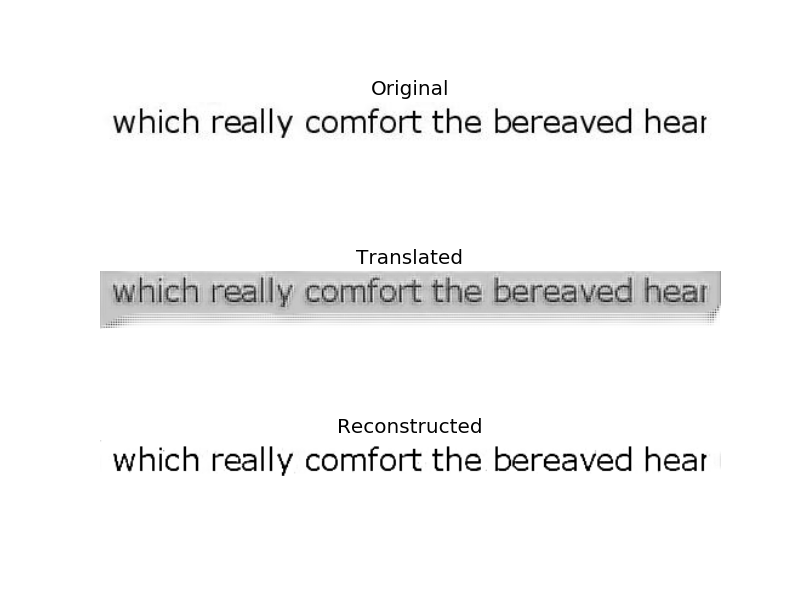 Original
which really comfort the bereaved hear
Translated
which really comfort the bereaved hear
Reconstructed
which really comfort the bereaved hear